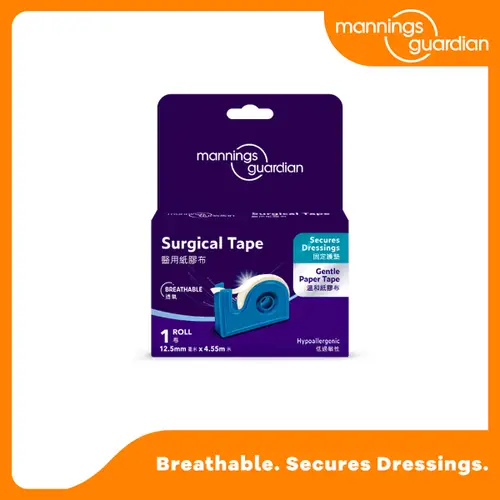 mannings
guardian
mannings
guardian
Surgical Tape
Surgical Tape
醫用紙膠布
Secures
Dressings
固定護墊
Gentle
Paper Tape
溫和紙膠布
BREATHABLE
透氣
1 ROLL
卷
12.5mm 毫米 x 4.55m 米
Hypoallergenic
低過敏性
Breathable. Secures Dressings.